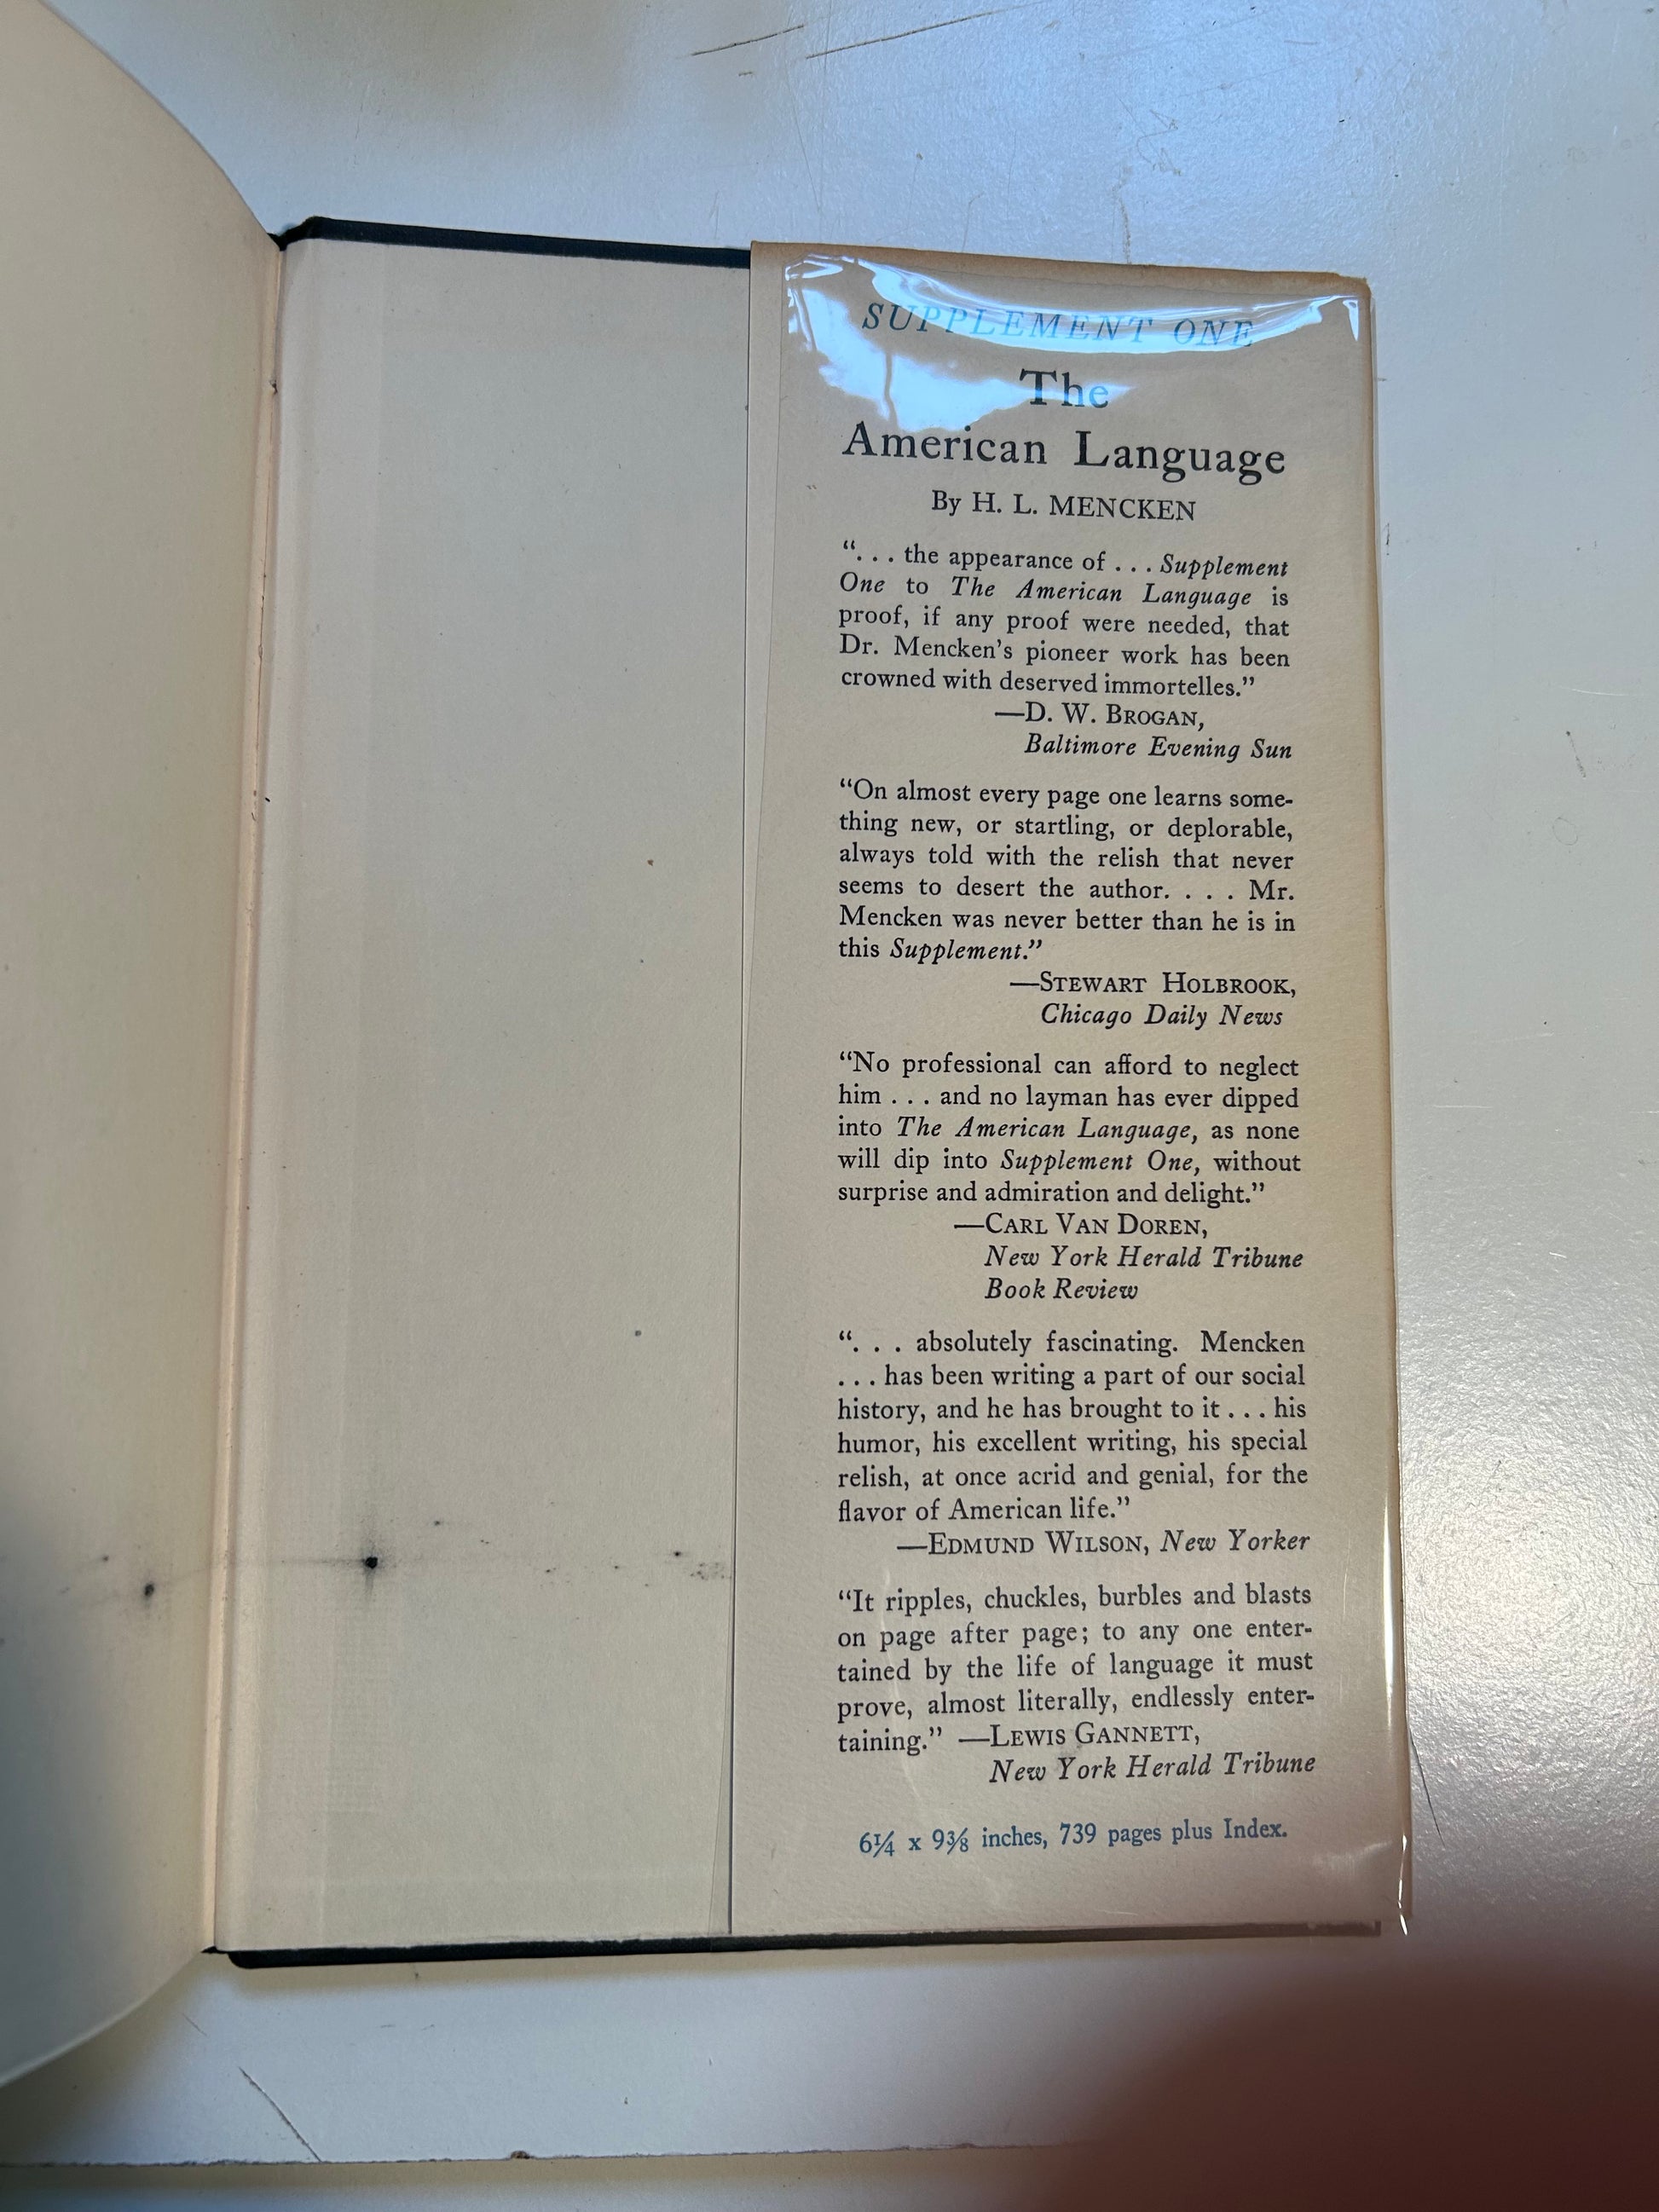 SUPPLEMENT ONE
The
American Language
By H. L. MENCKEN
“. . . the appearance of . . . Supplement
One to The American Language is
proof, if any proof were needed, that
Dr. Mencken’s pioneer work has been
crowned with deserved immortelles.”
—D. W. BROGAN,
Baltimore Evening Sun
“On almost every page one learns some-
thing new, or startling, or deplorable,
always told with the relish that never
seems to desert the author. . . . Mr.
Mencken was never better than he is in
this Supplement.”
—STEWART HOLBROOK,
Chicago Daily News
“No professional can afford to neglect
him . . . and no layman has ever dipped
into The American Language, as none
will dip into Supplement One, without
surprise and admiration and delight.”
—CARL VAN DOREN,
New York Herald Tribune
Book Review
“. . . absolutely fascinating. Mencken
. . . has been writing a part of our social
history, and he has brought to it . . . his
humor, his excellent writing, his special
relish, at once acrid and genial, for the
flavor of American life.”
—EDMUND WILSON, New Yorker
“It ripples, chuckles, burbles and blasts
on page after page; to any one enter-
tained by the life of language it must
prove, almost literally, endlessly enter-
taining.” —LEWIS GANNETT,
New York Herald Tribune
6¼ x 9⅜ inches, 739 pages plus Index.